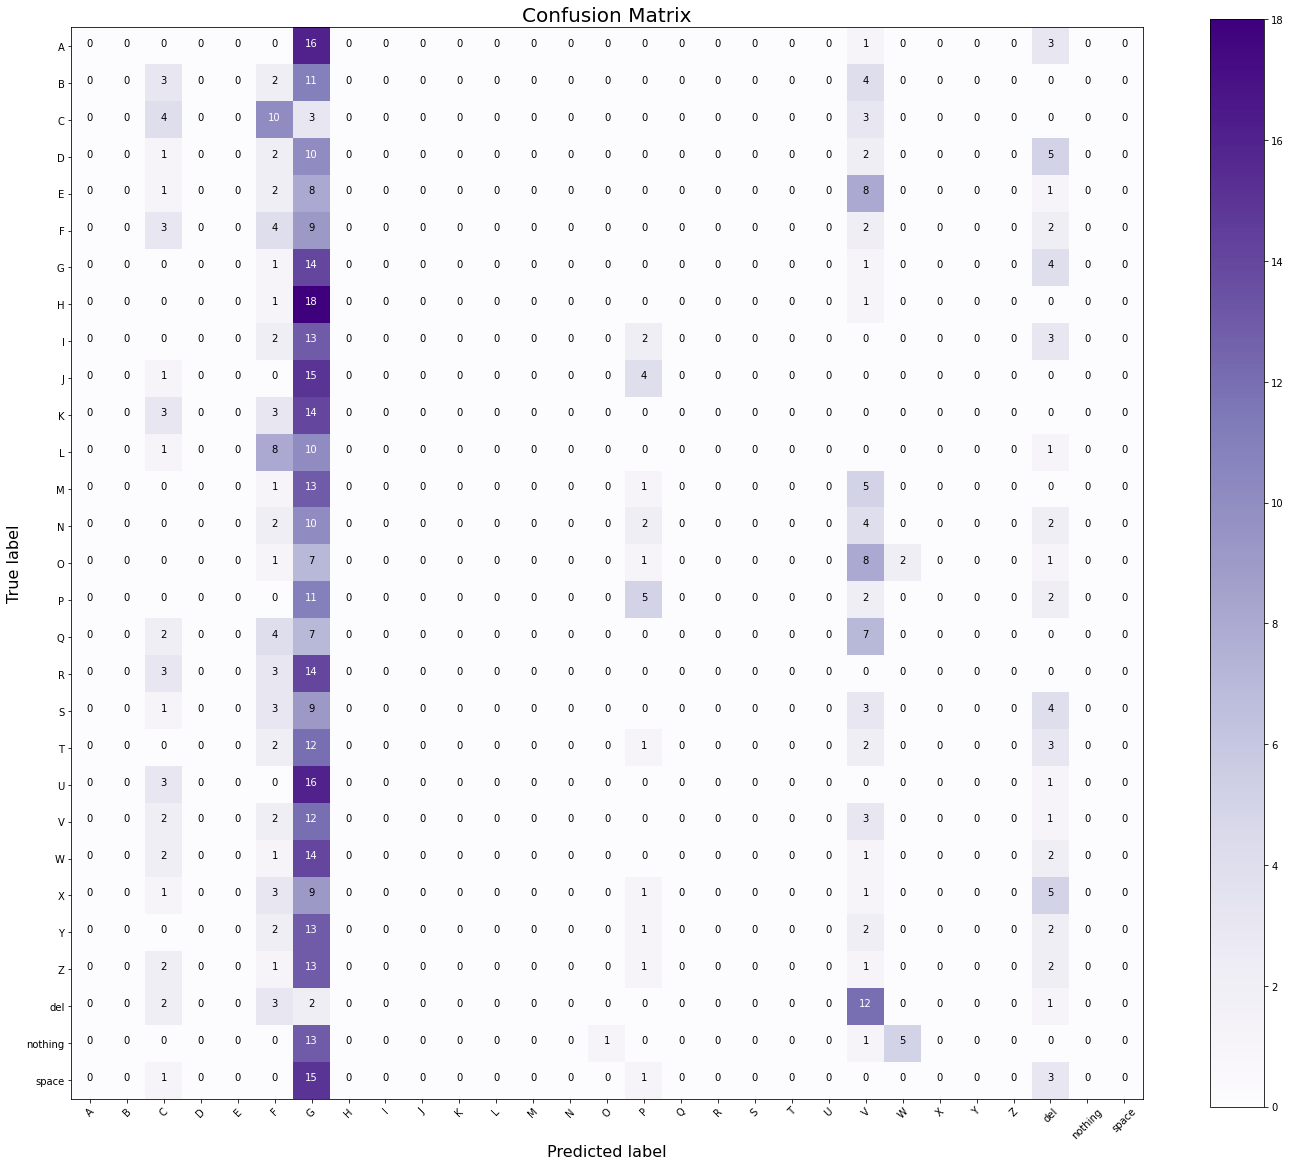 Confusion Matrix
A 0 0 0 0 0 0 16 0 0 0 0 0 0 0 0 0 0 0 0 0 0 1 0 0 0 0 3 0 0
B 0 0 3 0 0 2 11 0 0 0 0 0 0 0 0 0 0 0 0 0 0 4 0 0 0 0 0 0 0
C 0 0 4 0 0 10 3 0 0 0 0 0 0 0 0 0 0 0 0 0 0 3 0 0 0 0 0 0 0
D 0 0 1 0 0 2 10 0 0 0 0 0 0 0 0 0 0 0 0 0 0 2 0 0 0 0 5 0 0
E 0 0 1 0 0 2 8 0 0 0 0 0 0 0 0 0 0 0 0 0 0 8 0 0 0 0 1 0 0
F 0 0 3 0 0 4 9 0 0 0 0 0 0 0 0 0 0 0 0 0 0 2 0 0 0 0 2 0 0
G 0 0 0 0 0 1 14 0 0 0 0 0 0 0 0 0 0 0 0 0 0 1 0 0 0 0 4 0 0
H 0 0 0 0 0 1 18 0 0 0 0 0 0 0 0 0 0 0 0 0 0 1 0 0 0 0 0 0 0
I 0 0 0 0 0 2 13 0 0 0 0 0 0 0 0 2 0 0 0 0 0 0 0 0 0 0 3 0 0
J 0 0 1 0 0 0 15 0 0 0 0 0 0 0 0 4 0 0 0 0 0 0 0 0 0 0 0 0 0
K 0 0 3 0 0 3 14 0 0 0 0 0 0 0 0 0 0 0 0 0 0 0 0 0 0 0 0 0 0
L 0 0 1 0 0 8 10 0 0 0 0 0 0 0 0 0 0 0 0 0 0 0 0 0 0 0 1 0 0
M 0 0 0 0 0 1 13 0 0 0 0 0 0 0 0 1 0 0 0 0 0 5 0 0 0 0 0 0 0
N 0 0 0 0 0 2 10 0 0 0 0 0 0 0 0 2 0 0 0 0 0 4 0 0 0 0 2 0 0
O 0 0 0 0 0 1 7 0 0 0 0 0 0 0 0 1 0 0 0 0 0 8 2 0 0 0 1 0 0
P 0 0 0 0 0 0 11 0 0 0 0 0 0 0 0 5 0 0 0 0 0 2 0 0 0 0 2 0 0
Q 0 0 2 0 0 4 7 0 0 0 0 0 0 0 0 0 0 0 0 0 0 7 0 0 0 0 0 0 0
R 0 0 3 0 0 3 14 0 0 0 0 0 0 0 0 0 0 0 0 0 0 0 0 0 0 0 0 0 0
S 0 0 1 0 0 3 9 0 0 0 0 0 0 0 0 0 0 0 0 0 0 3 0 0 0 0 4 0 0
T 0 0 0 0 0 2 12 0 0 0 0 0 0 0 0 1 0 0 0 0 0 2 0 0 0 0 3 0 0
U 0 0 3 0 0 0 16 0 0 0 0 0 0 0 0 0 0 0 0 0 0 0 0 0 0 0 1 0 0
V 0 0 2 0 0 2 12 0 0 0 0 0 0 0 0 0 0 0 0 0 0 3 0 0 0 0 1 0 0
W 0 0 2 0 0 1 14 0 0 0 0 0 0 0 0 0 0 0 0 0 0 1 0 0 0 0 2 0 0
X 0 0 1 0 0 3 9 0 0 0 0 0 0 0 0 1 0 0 0 0 0 1 0 0 0 0 5 0 0
Y 0 0 0 0 0 2 13 0 0 0 0 0 0 0 0 1 0 0 0 0 0 2 0 0 0 0 2 0 0
Z 0 0 2 0 0 1 13 0 0 0 0 0 0 0 0 1 0 0 0 0 0 1 0 0 0 0 2 0 0
del 0 0 2 0 0 3 2 0 0 0 0 0 0 0 0 0 0 0 0 0 0 12 0 0 0 0 1 0 0
nothing 0 0 0 0 0 0 13 0 0 0 0 0 0 0 1 0 0 0 0 0 0 1 5 0 0 0 0 0 0
space 0 0 1 0 0 0 15 0 0 0 0 0 0 0 0 1 0 0 0 0 0 0 0 0 0 0 3 0 0
A B C D E F G H I J K L M N O P Q R S T U V W X Y Z del nothing space
Predicted label
True label
18
16
14
12
10
8
6
4
2
0